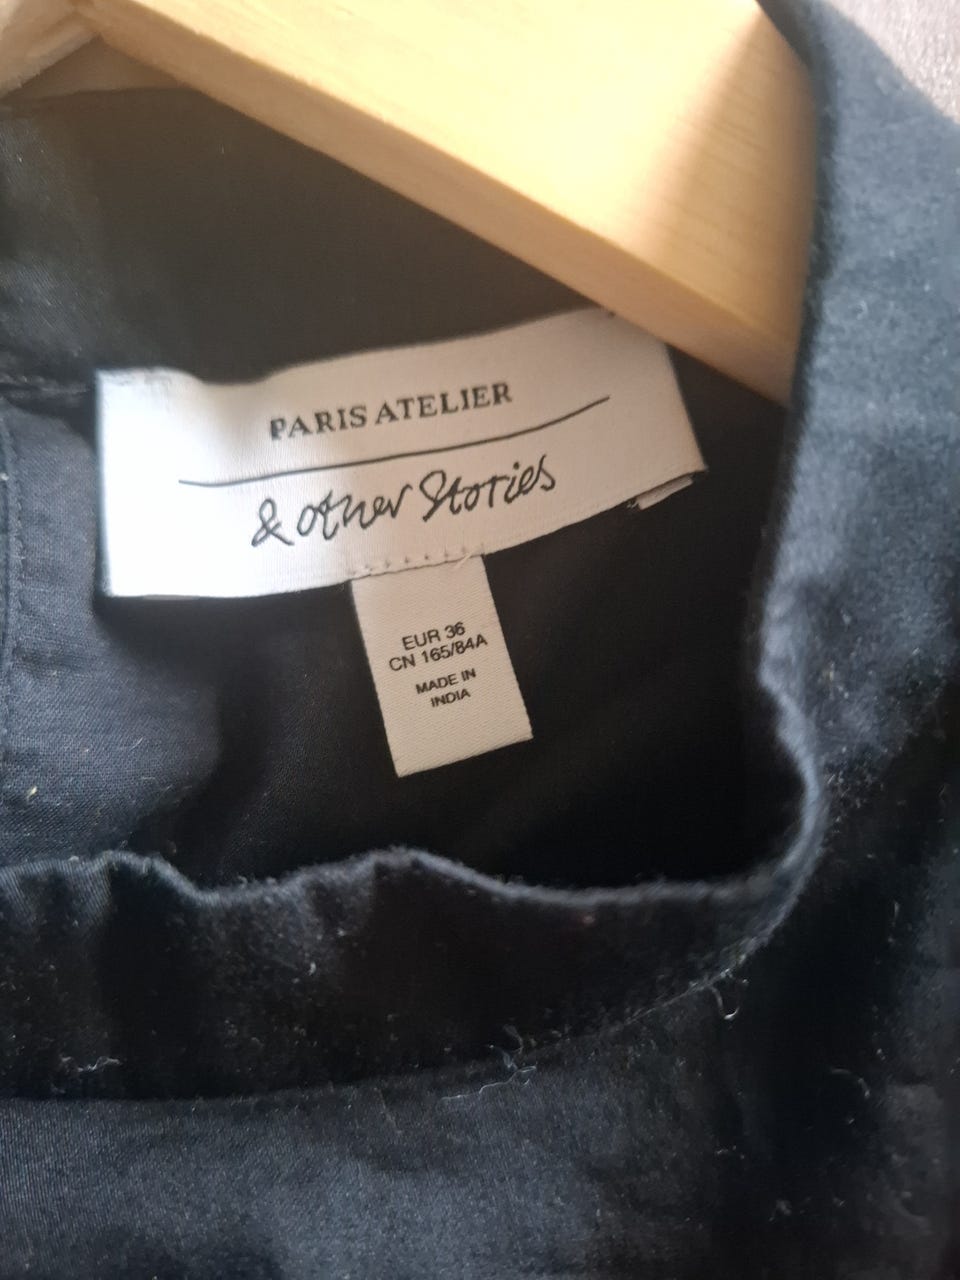 PARIS ATELIER
& other Stories
EUR 36
CN 165/84A
MADE IN
INDIA